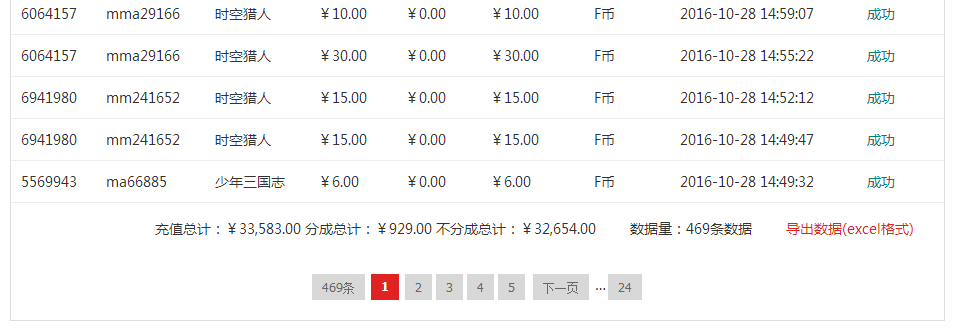 6064157 mma29166 时空猎人 ￥10.00 ￥0.00 ￥10.00 F币 2016-10-28 14:59:07 成功
6064157 mma29166 时空猎人 ￥30.00 ￥0.00 ￥30.00 F币 2016-10-28 14:55:22 成功
6941980 mm241652 时空猎人 ￥15.00 ￥0.00 ￥15.00 F币 2016-10-28 14:52:12 成功
6941980 mm241652 时空猎人 ￥15.00 ￥0.00 ￥15.00 F币 2016-10-28 14:49:47 成功
5569943 ma66885 少年三国志 ￥6.00 ￥0.00 ￥6.00 F币 2016-10-28 14:49:32 成功
充值总计：￥33,583.00 分成总计：￥929.00 不分成总计：￥32,654.00 数据量：469条数据 导出数据(excel格式)
469条 1 2 3 4 5 下一页 ... 24